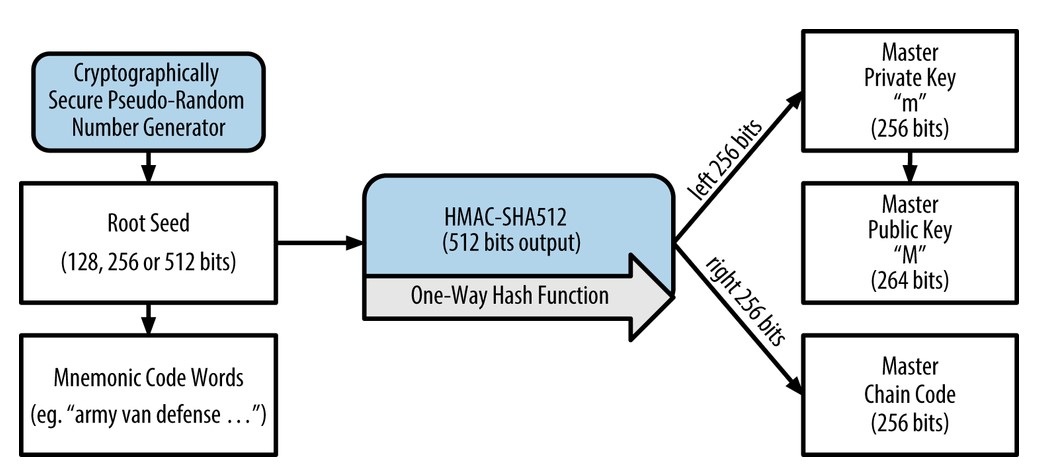 Cryptographically
Secure Pseudo-Random
Number Generator
Root Seed
(128, 256 or 512 bits)
Mnemonic Code Words
(eg. “army van defense …”)
HMAC-SHA512
(512 bits output)
One-Way Hash Function
left 256 bits
right 256 bits
Master
Private Key
“m”
(256 bits)
Master
Public Key
“M”
(264 bits)
Master
Chain Code
(256 bits)